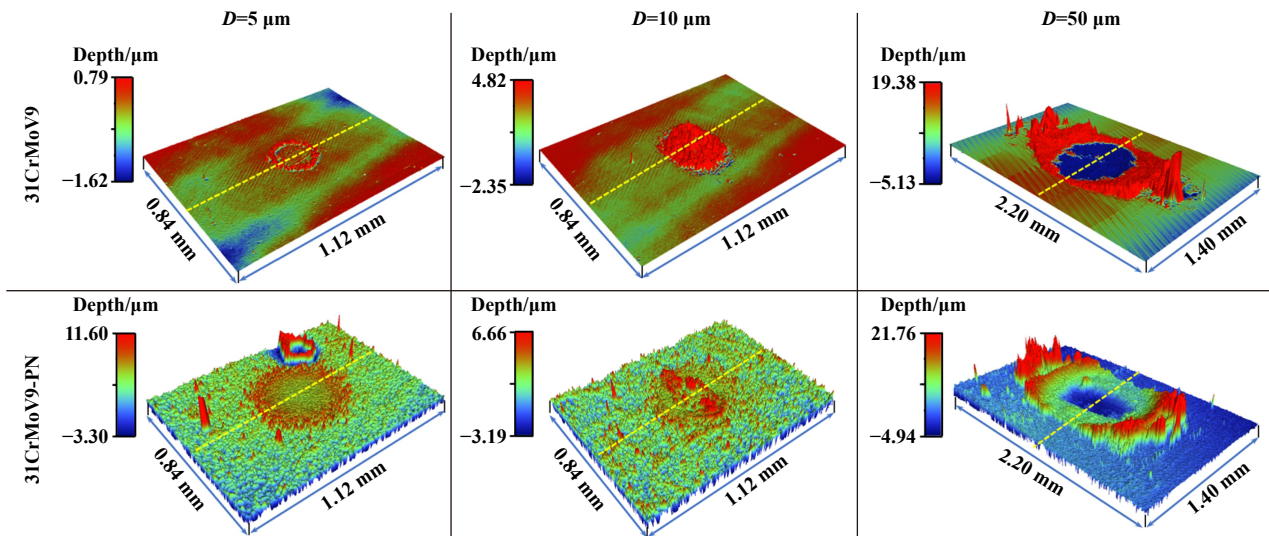 D=5 μm
D=10 μm
D=50 μm
31CrMoV9
Depth/μm
0.79
−1.62
0.84 mm
1.12 mm
Depth/μm
4.82
−2.35
0.84 mm
1.12 mm
Depth/μm
19.38
−5.13
2.20 mm
1.40 mm
31CrMoV9-PN
Depth/μm
11.60
−3.30
0.84 mm
1.12 mm
Depth/μm
6.66
−3.19
0.84 mm
1.12 mm
Depth/μm
21.76
−4.94
2.20 mm
1.40 mm